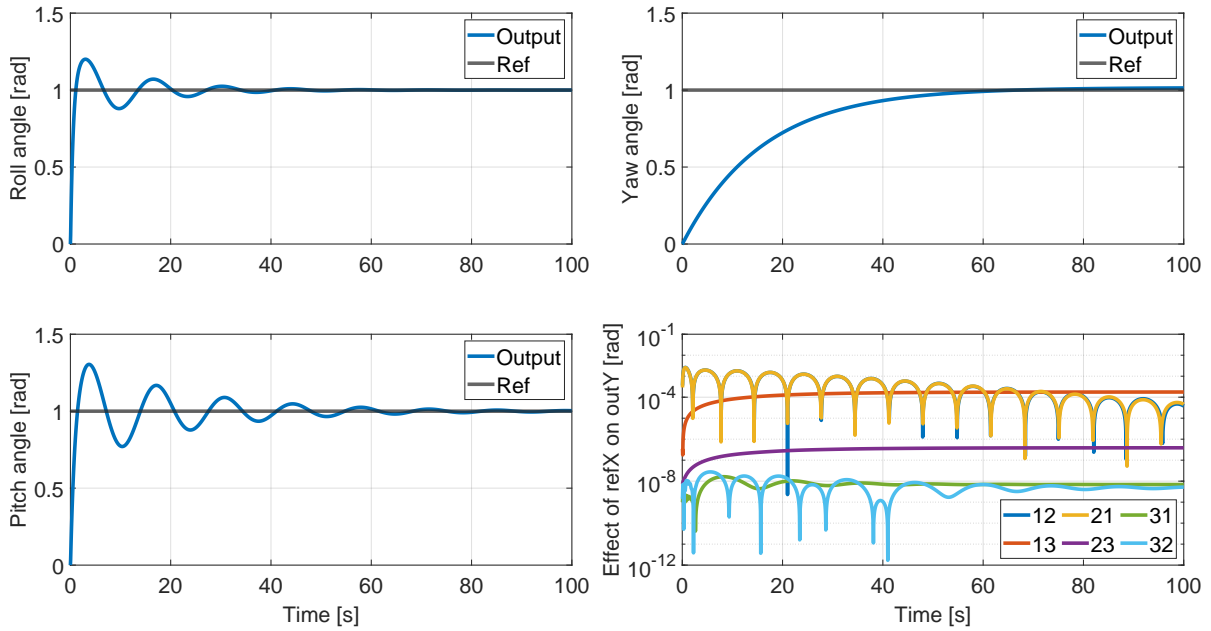 1.5
1
0.5
0
Roll angle [rad]
Output
Ref
0 20 40 60 80 100
1.5
1
0.5
0
Yaw angle [rad]
Output
Ref
0 20 40 60 80 100
1.5
1
0.5
0
Pitch angle [rad]
Output
Ref
0 20 40 60 80 100
Time [s]
10^-1
10^-4
10^-8
10^-12
Effect of refX on outY [rad]
12 21 31
13 23 32
0 20 40 60 80 100
Time [s]